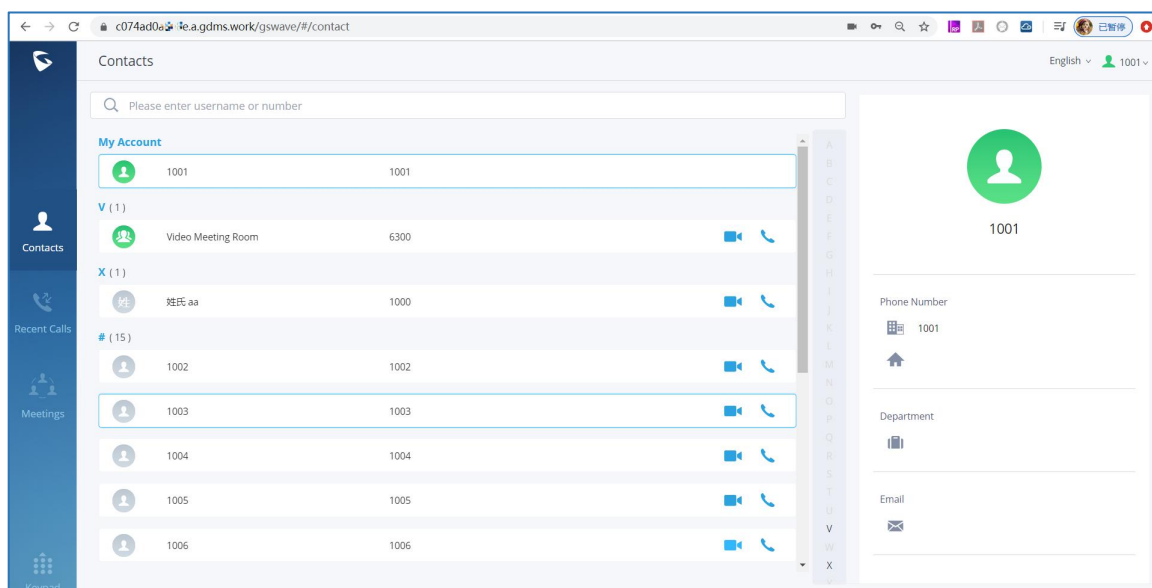 e.a.gdms.work/gswave/#/contact
已暂停
Contacts
English
1001
Please enter username or number
My Account
1001 1001
V ( 1 )
Video Meeting Room 6300
X ( 1 )
姓
姓氏 aa 1000
# ( 15 )
1002 1002
1003 1003
1004 1004
1005 1005
1006 1006
Contacts
Recent Calls
Meetings
Keypad
A
B
C
D
E
F
G
H
I
J
K
L
M
N
O
P
Q
R
S
T
U
V
W
X
1001
Phone Number
1001
Department
Email